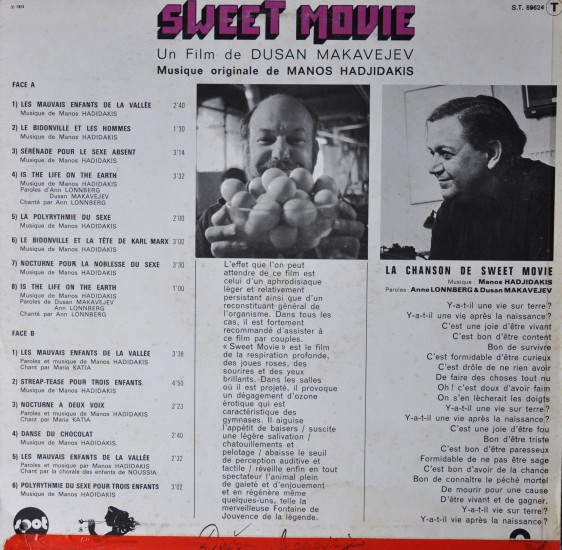 ℗ 1974
SWEET MOVIE
S.T. 69624 T
Un Film de DUSAN MAKAVEJEV
Musique originale de MANOS HADJIDAKIS
FACE A
1) LES MAUVAIS ENFANTS DE LA VALLÉE 2'40
Musique de Manos HADIDAKIS
2) LE BIDONVILLE ET LES HOMMES 1'30
Musique de Manos HADIDAKIS
3) SÉRÉNADE POUR LE SEXE ABSENT 3'14
Musique de Manos HADIDAKIS
4) IS THE LIFE ON THE EARTH 3'32
Musique de Manos HADIDAKIS
Paroles d'Ann LONNBERG
Dusan MAKAVEJEV
Chanté par Ann LONNBERG
5) LA POLYRYTHMIE DU SEXE 2'00
Musique de Manos HADIDAKIS
6) LE BIDONVILLE ET LA TÊTE DE KARL MARX 3'00
Musique de Manos HADIDAKIS
7) NOCTURNE POUR LA NOBLESSE DU SEXE 3'30
Musique de Manos HADIDAKIS
8) IS THE LIFE ON THE EARTH 1'00
Musique de Manos HADIDAKIS
Paroles de Dusan MAKAVEJEV
Ann LONNBERG
Chanté par Ann LONNBERG
FACE B
1) LES MAUVAIS ENFANTS DE LA VALLÉE 3'38
Paroles et musique de Manos HADIDAKIS
Chant par Maria KATIA
2) STREAP-TEASE POUR TROIS ENFANTS 4'50
Musique de Manos HADIDAKIS
3) NOCTURNE A DEUX VOIX 2'23
Paroles et musique de Manos HADIDAKIS
Chant par Maria KATIA
4) DANSE DU CHOCOLAT 2'40
Musique de Manos HADIDAKIS
5) LES MAUVAIS ENFANTS DE LA VALLÉE 2'32
Paroles et musique par Manos HADIDAKIS
Chant par la chorale des enfants de NOUSSIA.
6) POLYRYTHMIE DU SEXE POUR TROIS ENFANTS 3'02
Musique de Manos HADIDAKIS
L'effet que l'on peut
attendre de ce film est
celui d'un aphrodisiaque
léger et relativement
persistant ainsi que d'un
reconstituant général de
l'organisme. Dans tous les
cas, il est fortement
recommandé d'assister à
ce film par couples.
« Sweet Movie » est le film
de la respiration profonde,
des joues roses, des
sourires et des yeux
brillants. Dans les salles
où il est projeté, il provoque
un dégagement d'ozone
érotique qui est
caractéristique des
gymnases. Il aiguise
l'appétit de baisers / suscite
une légère salivation /
chatouillements et
pelotage / abaisse le seuil
de perception auditive et
tactile / réveille enfin en tout
spectateur l'animal plein
de gaieté et d'enjouement
et en régénère même
quelques-uns, telle la
merveilleuse Fontaine de
Jouvence de la légende.
LA CHANSON DE SWEET MOVIE
Musique : Manos HADJIDAKIS
Paroles : Anne LONNBERG & Dusan MAKAVEJEV
Y-a-t-il une vie sur terre ?
Y-a-t-il une vie après la naissance ?
C'est une joie d'être vivant
C'est bon d'être content
Bon de survivre
C'est formidable d'être curieux
C'est drôle de ne rien avoir
De faire des choses tout nu
Oh ! c'est doux d'avoir faim
On s'en lècherait les doigts
Y-a-t-il une vie sur terre ?
Y-a-t-il une vie après la naissance ?
C'est une joie d'être fou
Bon d'être triste
C'est bon d'être paresseux
Formidable de ne pas être sage
C'est bon d'avoir de la chance
Bon de connaître le péché mortel
De mourir pour une cause
D'être vivant et de gagner.
Y-a-t-il une vie sur terre ?
Y-a-t-il une vie après la naissance ?
spot